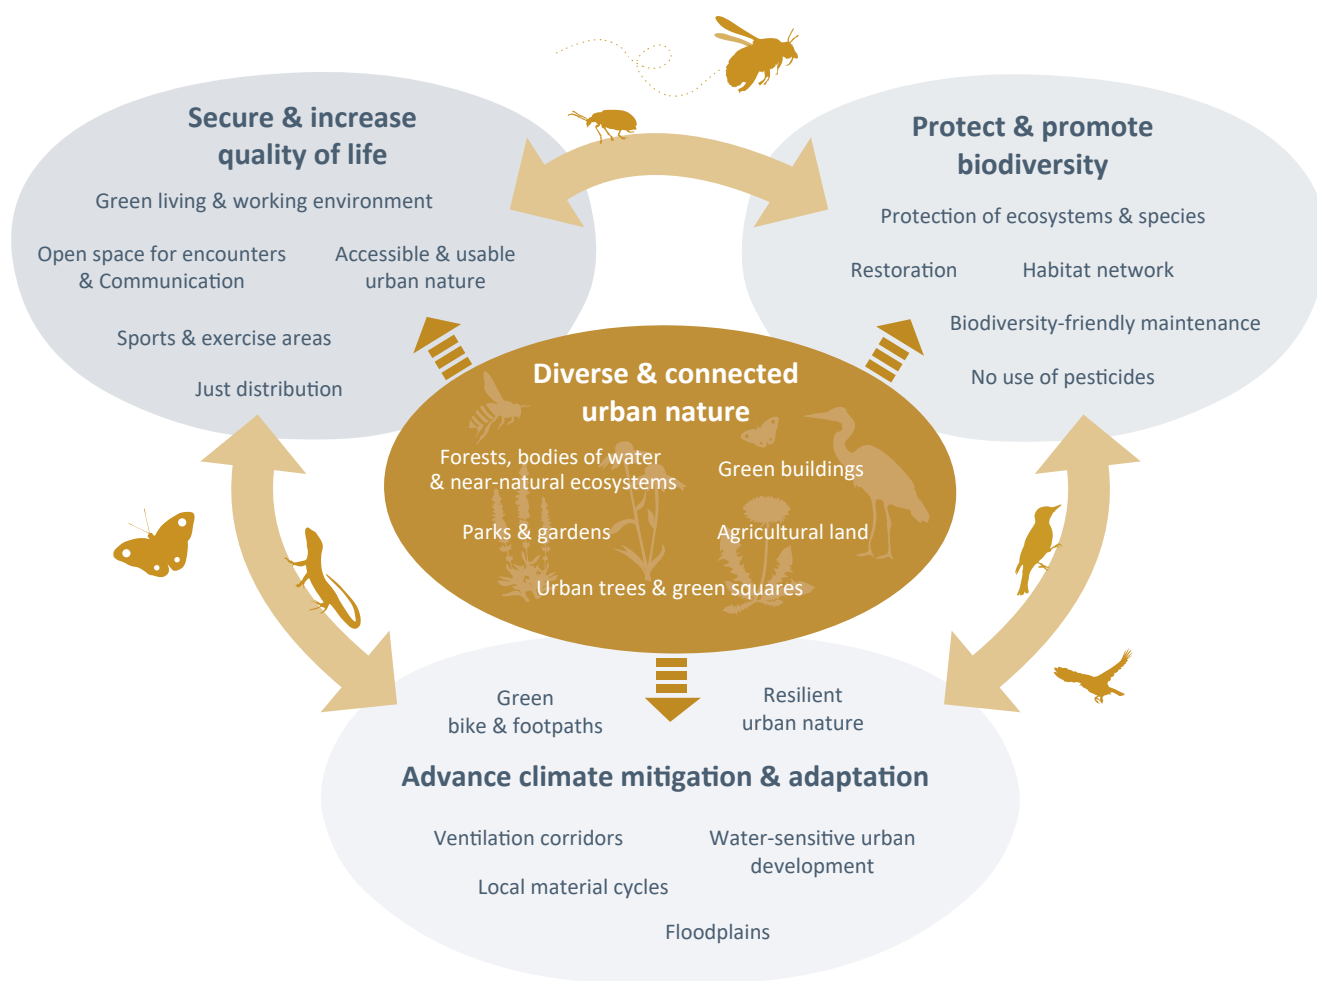 Secure & increase
quality of life
Green living & working environment
Open space for encounters
& Communication
Accessible & usable
urban nature
Sports & exercise areas
Just distribution
Protect & promote
biodiversity
Protection of ecosystems & species
Restoration
Habitat network
Biodiversity-friendly maintenance
No use of pesticides
Diverse & connected
urban nature
Forests, bodies of water
& near-natural ecosystems
Green buildings
Parks & gardens
Agricultural land
Urban trees & green squares
Green
bike & footpaths
Resilient
urban nature
Advance climate mitigation & adaptation
Ventilation corridors
Water-sensitive urban
development
Local material cycles
Floodplains